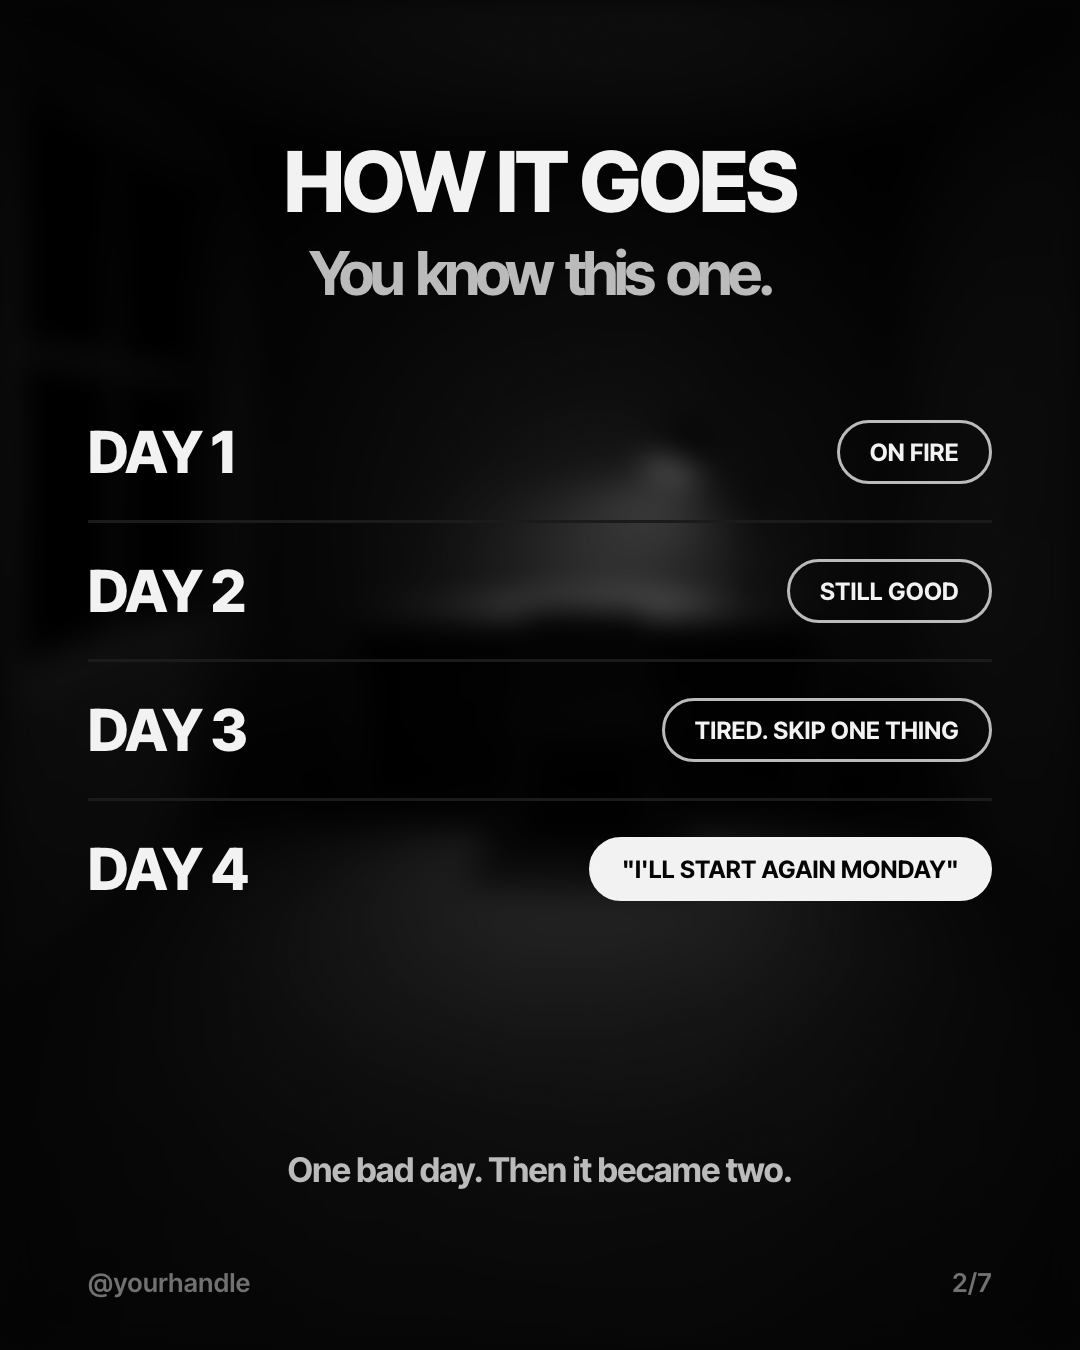 HOW IT GOES
You know this one.
DAY 1
ON FIRE
DAY 2
STILL GOOD
DAY 3
TIRED. SKIP ONE THING
DAY 4
"I'LL START AGAIN MONDAY"
One bad day. Then it became two.
@yourhandle
2/7